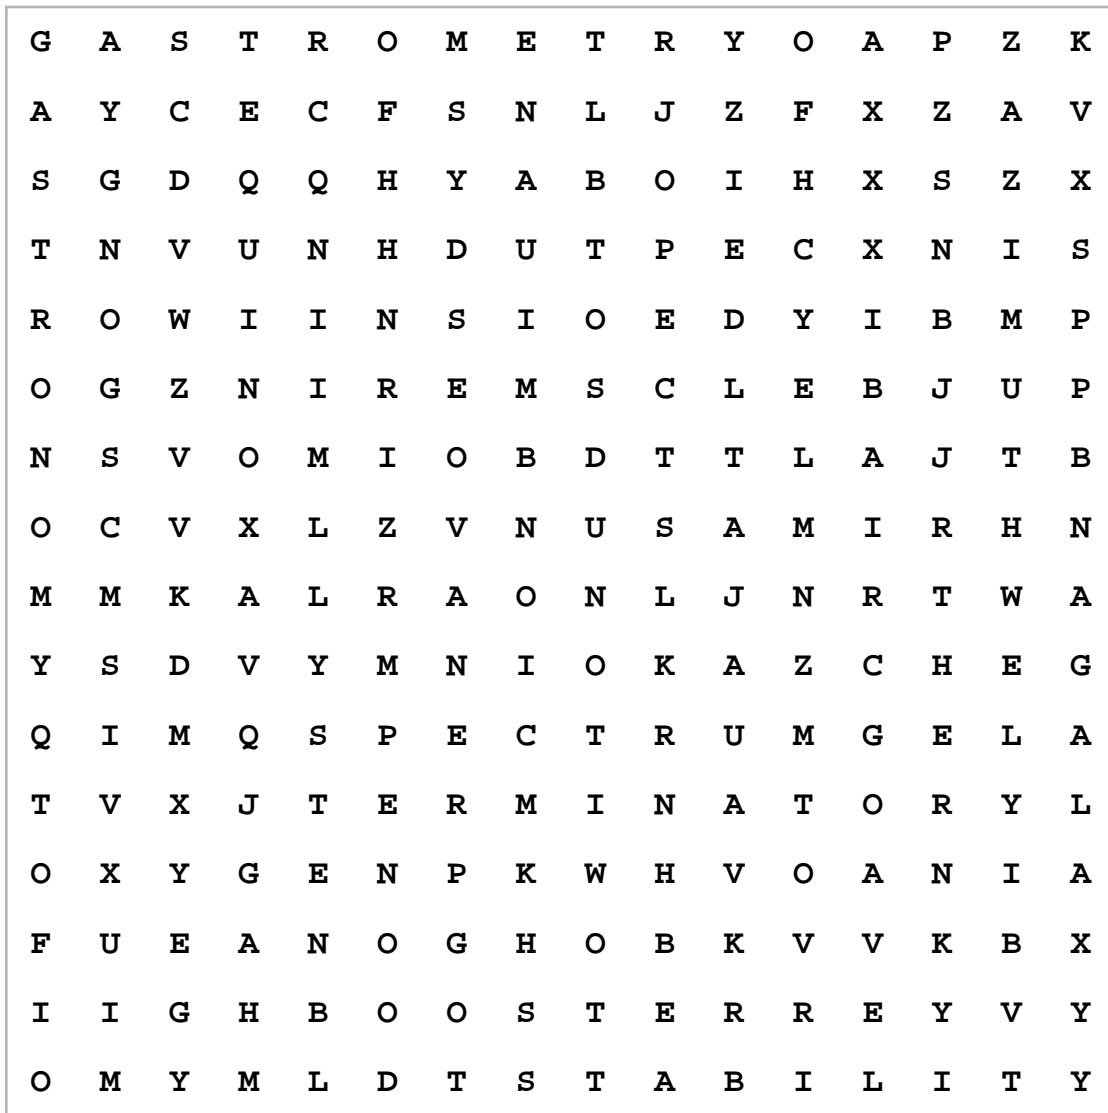 G A S T R O M E T R Y O A P Z K
A Y C E C F S N L J Z F X Z A V
S G D Q Q H Y A B O I H X S Z X
T N V U N H D U T P E C X N I S
R O W I I N S I O E D Y I B M P
O G Z N I R E M S C L E B J U P
N S V O M I O B D T T L A J T B
O C V X L Z V N U S A M I R H N
M M K A L R A O N L J N R T W A
Y S D V Y M N I O K A Z C H E G
Q I M Q S P E C T R U M G E L A
T V X J T E R M I N A T O R Y L
O X Y G E N P K W H V O A N I A
F U E A N O G H O B K V V K B X
I I G H B O O S T E R R E Y V Y
O M Y M L D T S T A B I L I T Y